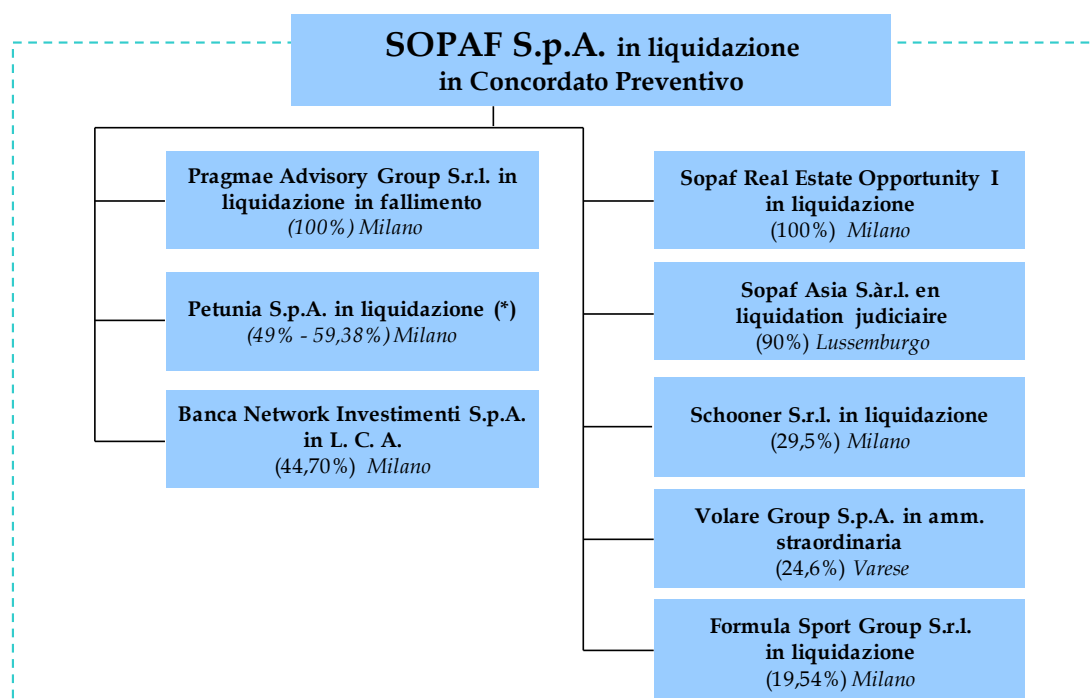 SOPAF S.p.A. in liquidazione
in Concordato Preventivo
Pragmae Advisory Group S.r.l. in
liquidazione in fallimento
(100%) Milano
Petunia S.p.A. in liquidazione (*)
(49% - 59,38%) Milano
Banca Network Investimenti S.p.A.
in L. C. A.
(44,70%) Milano
Sopaf Real Estate Opportunity I
in liquidazione
(100%) Milano
Sopaf Asia S.àr.l. en
liquidation judiciaire
(90%) Lussemburgo
Schooner S.r.l. in liquidazione
(29,5%) Milano
Volare Group S.p.A. in amm.
straordinaria
(24,6%) Varese
Formula Sport Group S.r.l.
in liquidazione
(19,54%) Milano